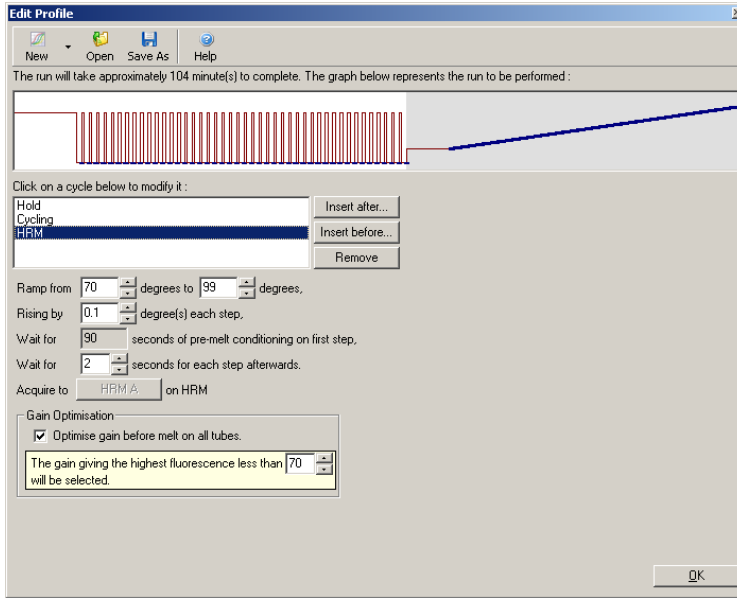 Edit Profile
New Open Save As Help
The run will take approximately 104 minute(s) to complete. The graph below represents the run to be performed :
Click on a cycle below to modify it :
Hold
Cycling
HRM
Insert after...
Insert before...
Remove
Ramp from 70 degrees to 99 degrees,
Rising by 0.1 degree(s) each step,
Wait for 90 seconds of pre-melt conditioning on first step,
Wait for 2 seconds for each step afterwards.
Acquire to HRM A on HRM
Gain Optimisation
Optimise gain before melt on all tubes.
The gain giving the highest fluorescence less than 70
will be selected.
OK